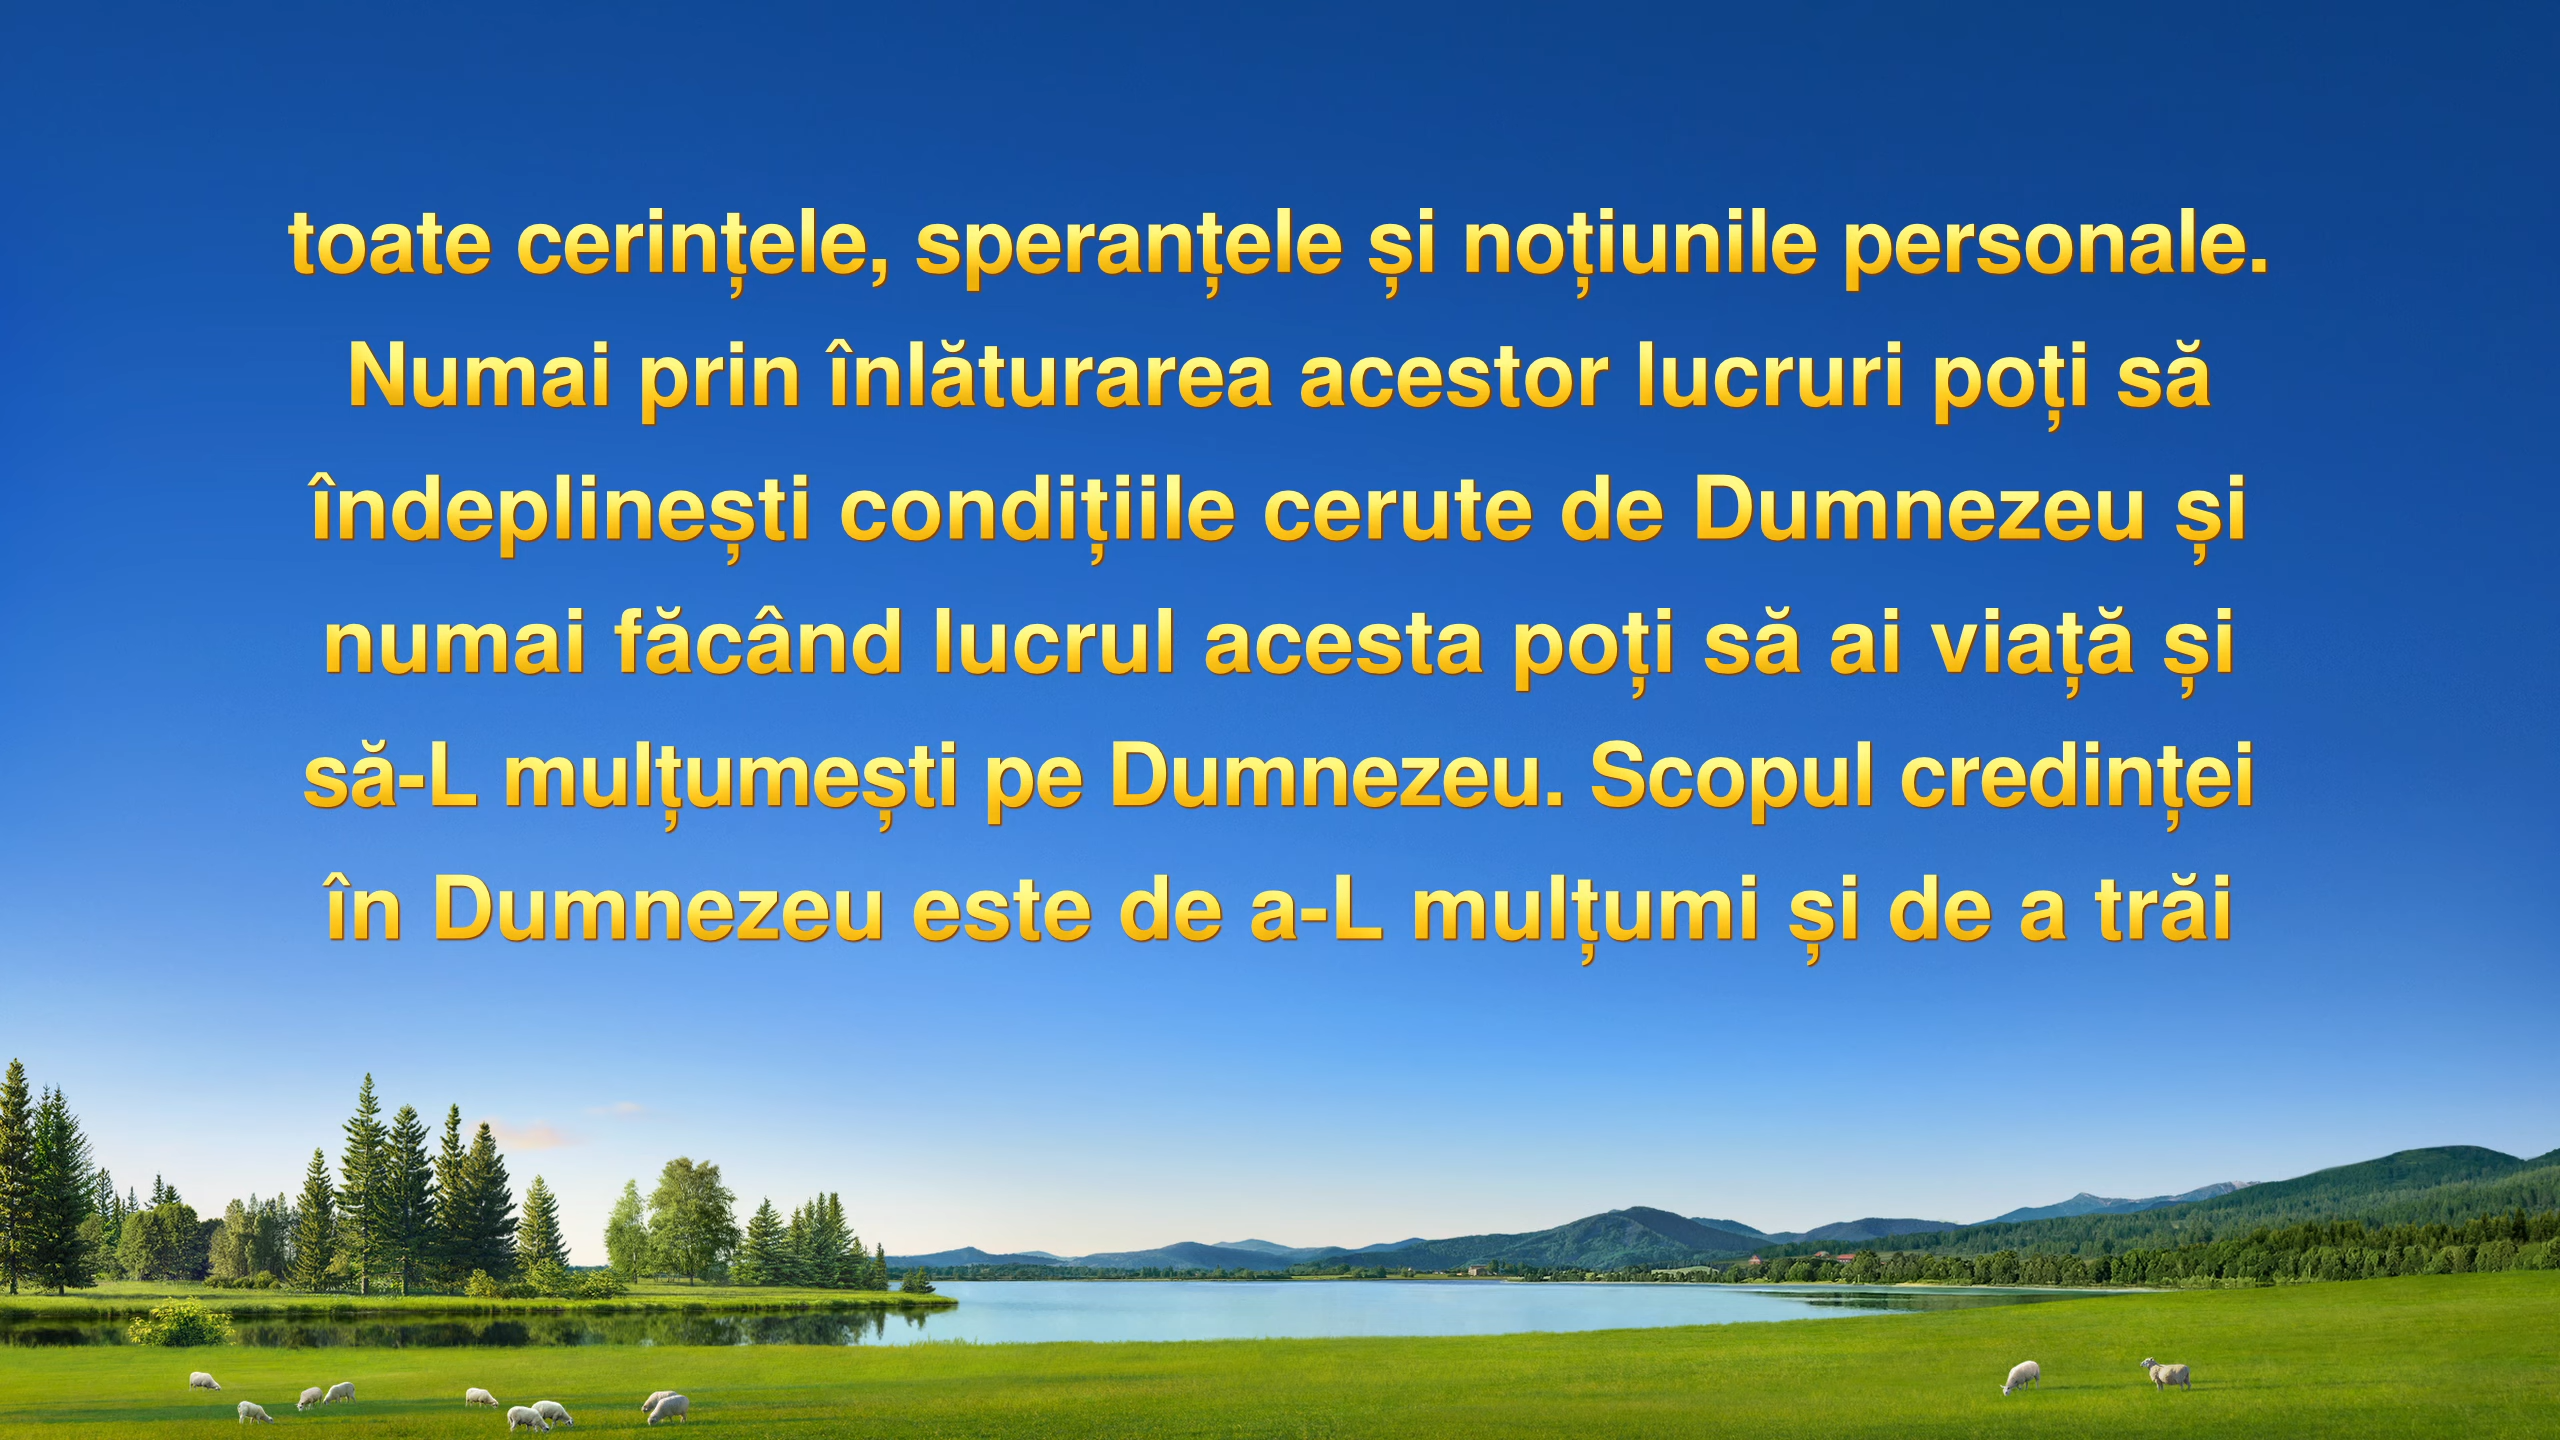 toate cerințele, speranțele și noțiunile personale.
Numai prin înlăturarea acestor lucruri poți să
îndeplinești condițiile cerute de Dumnezeu și
numai făcând lucrul acesta poți să ai viață și
să-L mulțumești pe Dumnezeu. Scopul credinței
în Dumnezeu este de a-L mulțumi și de a trăi